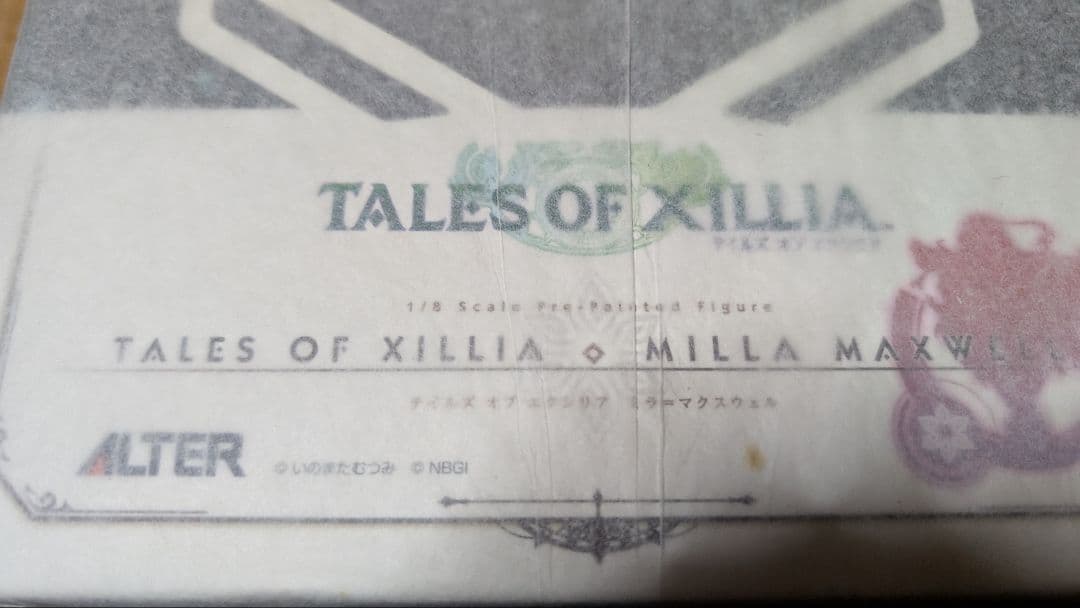 TALES OF XILLIA
テイルズ オブ エクシリア
1/8 Scale Pre-Painted Figure
TALES OF XILLIA ◇ MILLA MAXWELL
テイルズ オブ エクシリア ミラ=マクスウェル
ALTER ©いのまたむつみ ©NBGI